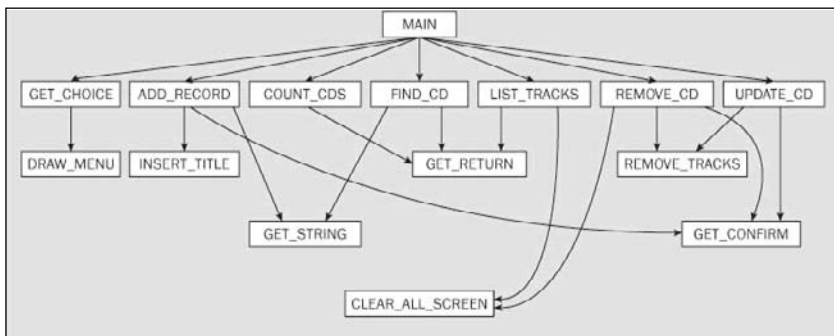 MAIN
GET_CHOICE ADD_RECORD COUNT_CDS FIND_CD LIST_TRACKS REMOVE_CD UPDATE_CD
DRAW_MENU INSERT_TITLE GET_RETURN REMOVE_TRACKS
GET_STRING GET_CONFIRM
CLEAR_ALL_SCREEN